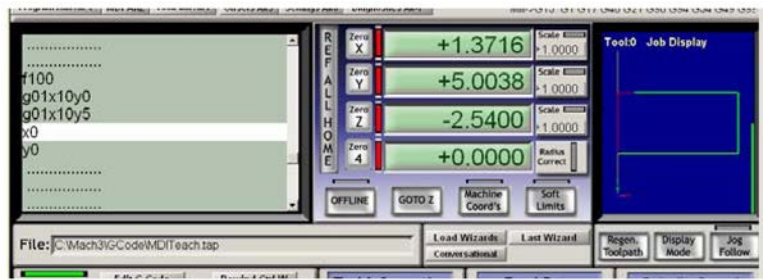 ................
................
f100
g01x10y0
g01x10y5
x0
y0
................
................
REF ALL HOME
Zero X
+1.3716
Scale
+1.0000
Zero Y
+5.0038
Scale
+1.0000
Zero Z
-2.5400
Scale
+1.0000
Zero 4
+0.0000
Radius Correct
OFFLINE
GOTO Z
Machine Coord's
Soft Limits
Tool:0 Job Display
File: C:\Mach3\GCode\MDITeach.tap
Load Wizards
Last Wizard
Conversational
Regen. Toolpath
Display Mode
Jog Follow